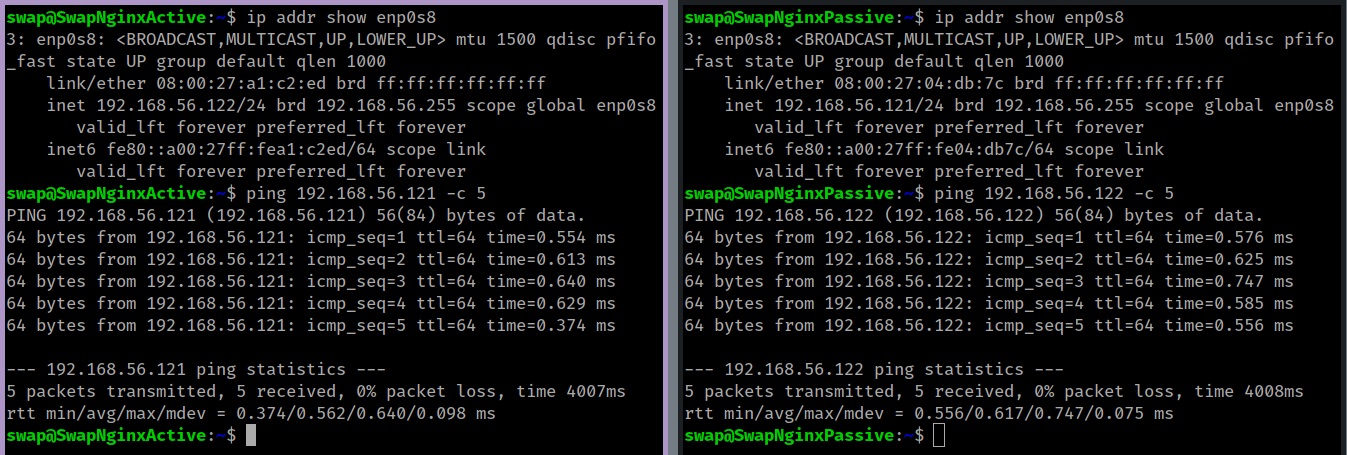 swap@SwapNginxActive:~$ ip addr show enp0s8
3: enp0s8: <BROADCAST,MULTICAST,UP,LOWER_UP> mtu 1500 qdisc pfifo
_fast state UP group default qlen 1000
    link/ether 08:00:27:a1:c2:ed brd ff:ff:ff:ff:ff:ff
    inet 192.168.56.122/24 brd 192.168.56.255 scope global enp0s8
       valid_lft forever preferred_lft forever
    inet6 fe80::a00:27ff:fea1:c2ed/64 scope link
       valid_lft forever preferred_lft forever
swap@SwapNginxActive:~$ ping 192.168.56.121 -c 5
PING 192.168.56.121 (192.168.56.121) 56(84) bytes of data.
64 bytes from 192.168.56.121: icmp_seq=1 ttl=64 time=0.554 ms
64 bytes from 192.168.56.121: icmp_seq=2 ttl=64 time=0.613 ms
64 bytes from 192.168.56.121: icmp_seq=3 ttl=64 time=0.640 ms
64 bytes from 192.168.56.121: icmp_seq=4 ttl=64 time=0.629 ms
64 bytes from 192.168.56.121: icmp_seq=5 ttl=64 time=0.374 ms

--- 192.168.56.121 ping statistics ---
5 packets transmitted, 5 received, 0% packet loss, time 4007ms
rtt min/avg/max/mdev = 0.374/0.562/0.640/0.098 ms
swap@SwapNginxActive:~$
swap@SwapNginxPassive:~$ ip addr show enp0s8
3: enp0s8: <BROADCAST,MULTICAST,UP,LOWER_UP> mtu 1500 qdisc pfifo
_fast state UP group default qlen 1000
    link/ether 08:00:27:04:db:7c brd ff:ff:ff:ff:ff:ff
    inet 192.168.56.121/24 brd 192.168.56.255 scope global enp0s8
       valid_lft forever preferred_lft forever
    inet6 fe80::a00:27ff:fe04:db7c/64 scope link
       valid_lft forever preferred_lft forever
swap@SwapNginxPassive:~$ ping 192.168.56.122 -c 5
PING 192.168.56.122 (192.168.56.122) 56(84) bytes of data.
64 bytes from 192.168.56.122: icmp_seq=1 ttl=64 time=0.576 ms
64 bytes from 192.168.56.122: icmp_seq=2 ttl=64 time=0.625 ms
64 bytes from 192.168.56.122: icmp_seq=3 ttl=64 time=0.747 ms
64 bytes from 192.168.56.122: icmp_seq=4 ttl=64 time=0.585 ms
64 bytes from 192.168.56.122: icmp_seq=5 ttl=64 time=0.556 ms

--- 192.168.56.122 ping statistics ---
5 packets transmitted, 5 received, 0% packet loss, time 4008ms
rtt min/avg/max/mdev = 0.556/0.617/0.747/0.075 ms
swap@SwapNginxPassive:~$